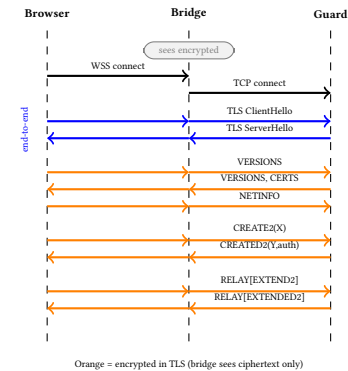 Browser
Bridge
Guard
sees encrypted
WSS connect
TCP connect
end-to-end
TLS ClientHello
TLS ServerHello
VERSIONS
VERSIONS, CERTS
NETINFO
CREATE2(X)
CREATED2(Y,auth)
RELAY[EXTEND2]
RELAY[EXTENDED2]
Orange = encrypted in TLS (bridge sees ciphertext only)